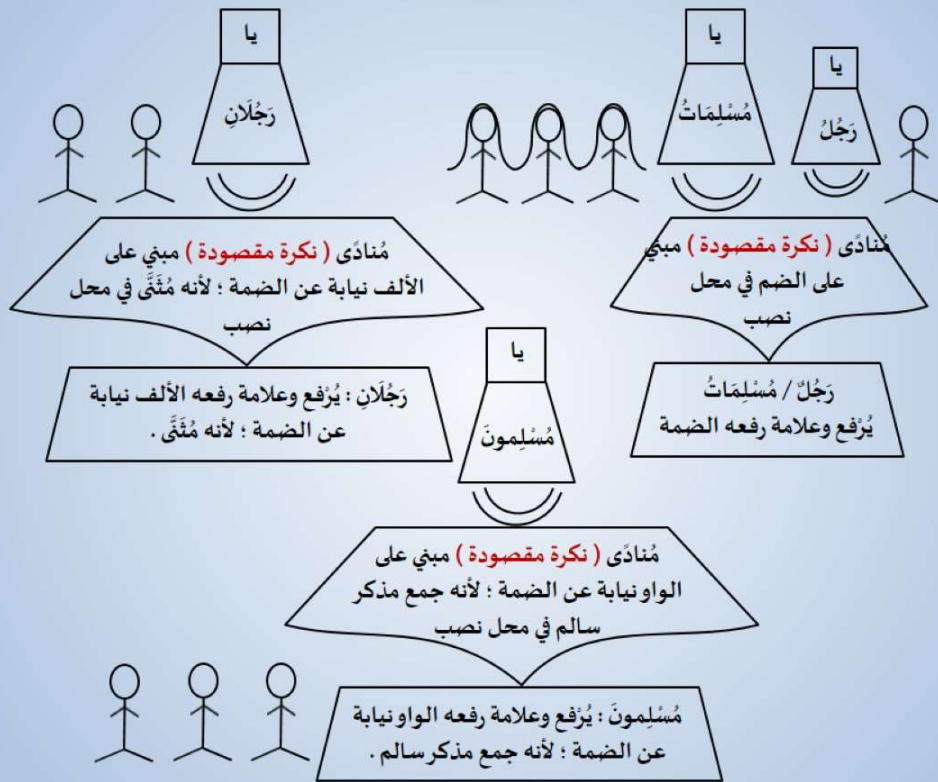 يا
مُسْلِمَاتُ
يا
رَجُلُ
مُنادًى ( نكرة مقصودة ) مبني
على الضم في محل
نصب
رَجُلٌ / مُسْلِمَاتُ
يُرْفع وعلامة رفعه الضمة
يا
رَجُلَانِ
مُنادًى ( نكرة مقصودة ) مبني على
الألف نيابة عن الضمة ؛ لأنه مُثَنَّى في محل
نصب
رَجُلَانِ : يُرْفع وعلامة رفعه الألف نيابة
عن الضمة ؛ لأنه مُثَنَّى .
يا
مُسْلِمونَ
مُنادًى ( نكرة مقصودة ) مبني على
الواو نيابة عن الضمة ؛ لأنه جمع مذكر
سالم في محل نصب
مُسْلِمونَ : يُرْفع وعلامة رفعه الواو نيابة
عن الضمة ؛ لأنه جمع مذكر سالم .